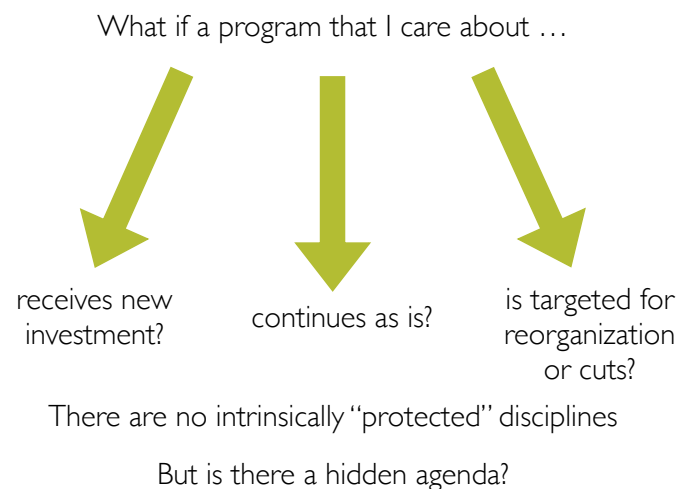 What if a program that I care about …
receives new
investment?
continues as is?
is targeted for
reorganization
or cuts?
There are no intrinsically “protected” disciplines
But is there a hidden agenda?